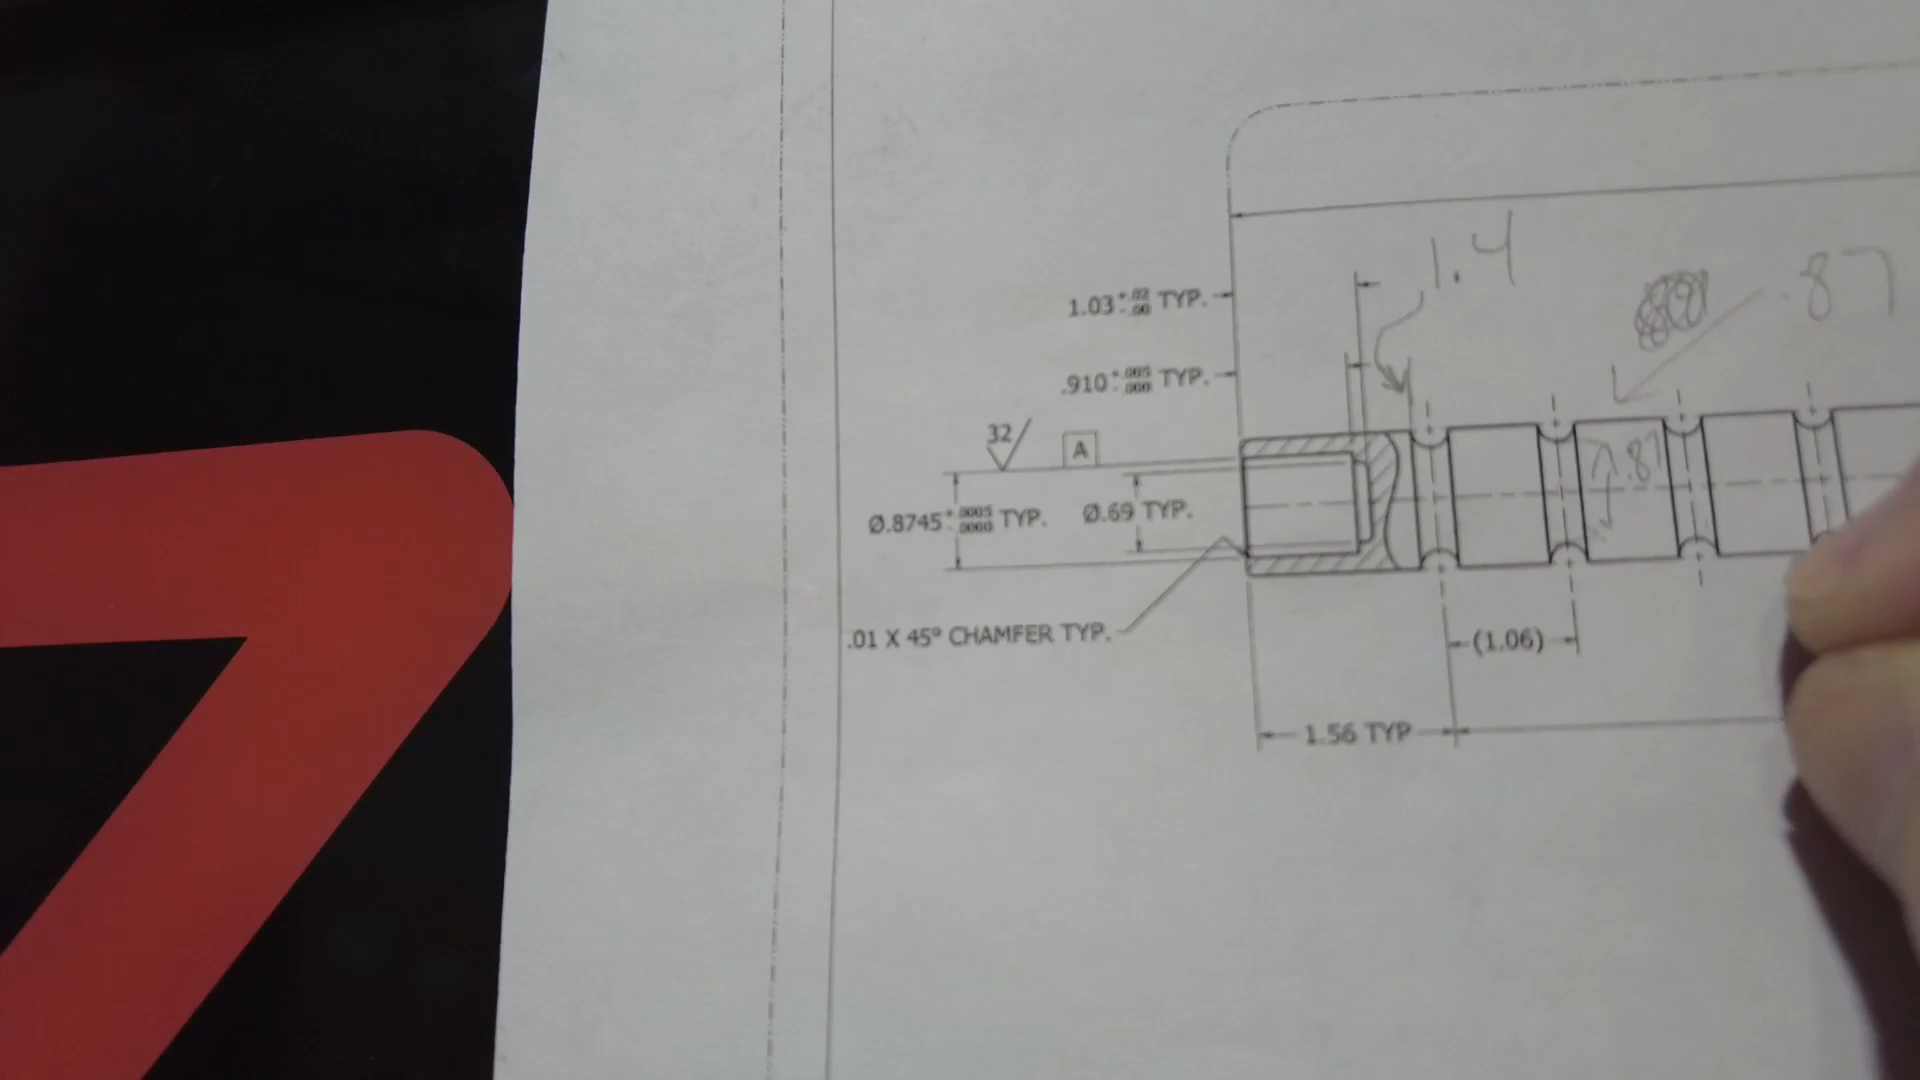 1.4
.87
1.03 +.02 -.00 TYP.
.910 +.005 -.000 TYP.
32
A
.87
Ø.8745 +.0005 -.0000 TYP.
Ø.69 TYP.
.01 X 45° CHAMFER TYP.
(1.06)
1.56 TYP
7